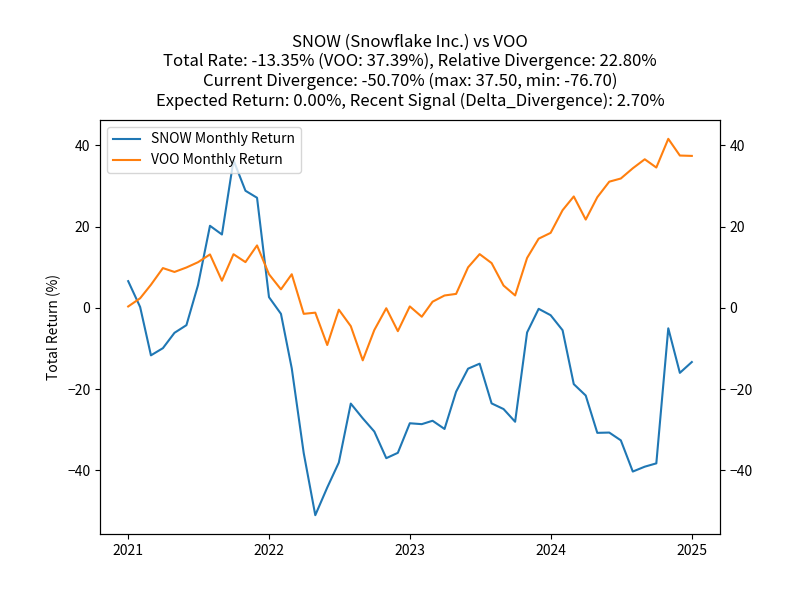 SNOW (Snowflake Inc.) vs VOO
Total Rate: -13.35% (VOO: 37.39%), Relative Divergence: 22.80%
Current Divergence: -50.70% (max: 37.50, min: -76.70)
Expected Return: 0.00%, Recent Signal (Delta_Divergence): 2.70%
SNOW Monthly Return
VOO Monthly Return
Total Return (%)
40
20
0
−20
−40
40
20
0
−20
−40
2021 2022 2023 2024 2025